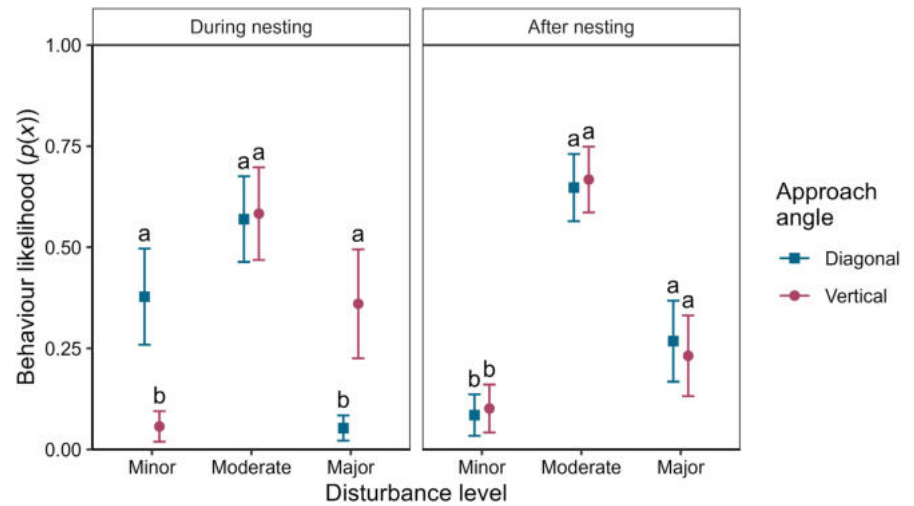 During nesting
After nesting
Behaviour likelihood (p(x))
1.00
0.75
0.50
0.25
0.00
a
b
a a
a
b
b b
a a
a a
Minor Moderate Major
Minor Moderate Major
Disturbance level
Approach
angle
Diagonal
Vertical